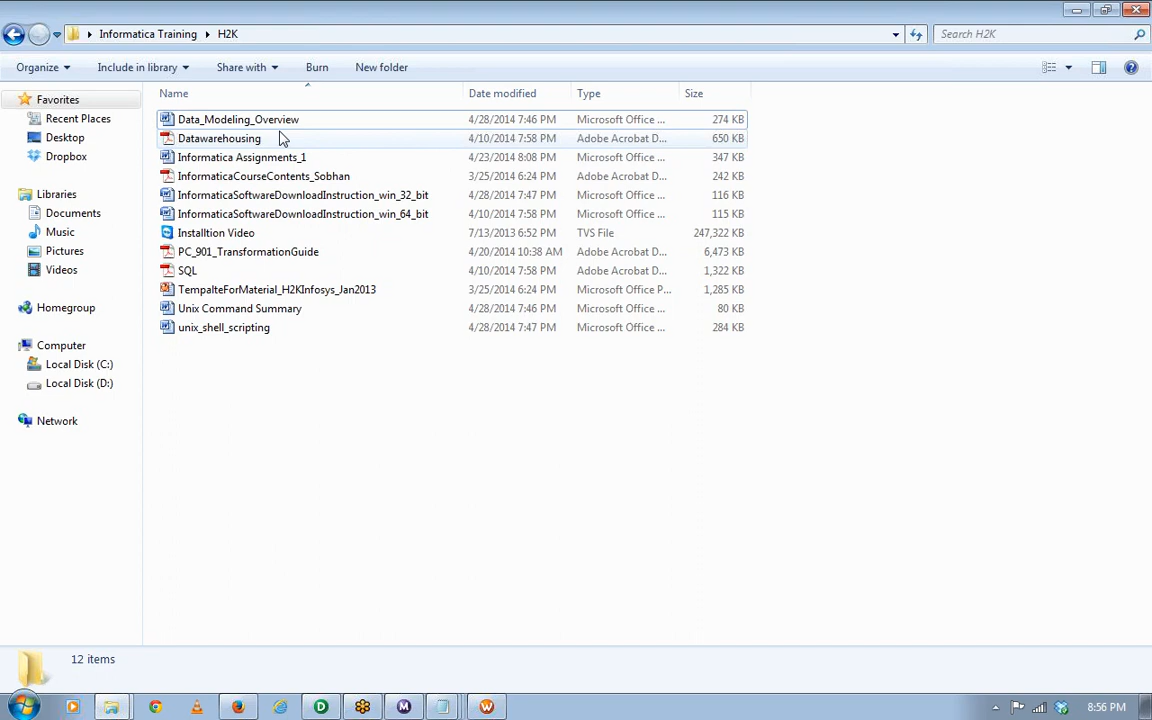 Informatica Training H2K Search H2K
Organize Include in library Share with Burn New folder
Name Date modified Type Size
Favorites
Recent Places
Desktop
Dropbox
Libraries
Documents
Music
Pictures
Videos
Homegroup
Computer
Local Disk (C:)
Local Disk (D:)
Network
Data_Modeling_Overview 4/28/2014 7:46 PM Microsoft Office ... 274 KB
Datawarehousing 4/10/2014 7:58 PM Adobe Acrobat D... 650 KB
Informatica Assignments_1 4/23/2014 8:08 PM Microsoft Office ... 347 KB
InformaticaCourseContents_Sobhan 3/25/2014 6:24 PM Adobe Acrobat D... 242 KB
InformaticaSoftwareDownloadInstruction_win_32_bit 4/28/2014 7:47 PM Microsoft Office ... 116 KB
InformaticaSoftwareDownloadInstruction_win_64_bit 4/10/2014 7:58 PM Microsoft Office ... 115 KB
Installtion Video 7/13/2013 6:52 PM TVS File 247,322 KB
PC_901_TransformationGuide 4/20/2014 10:38 AM Adobe Acrobat D... 6,473 KB
SQL 4/10/2014 7:58 PM Adobe Acrobat D... 1,322 KB
TempalteForMaterial_H2KInfosys_Jan2013 3/25/2014 6:24 PM Microsoft Office P... 1,285 KB
Unix Command Summary 4/28/2014 7:46 PM Microsoft Office ... 80 KB
unix_shell_scripting 4/28/2014 7:47 PM Microsoft Office ... 284 KB
12 items
8:56 PM